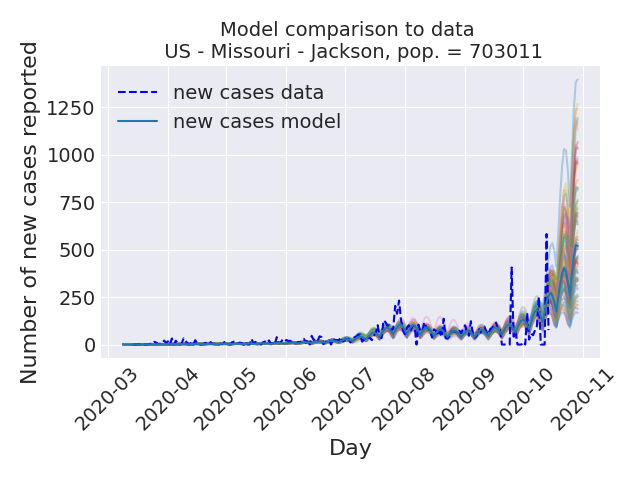 Model comparison to data
US - Missouri - Jackson, pop. = 703011
Number of new cases reported
1250
1000
750
500
250
0
new cases data
new cases model
2020-03
2020-04
2020-05
2020-06
2020-07
2020-08
2020-09
2020-10
2020-11
Day